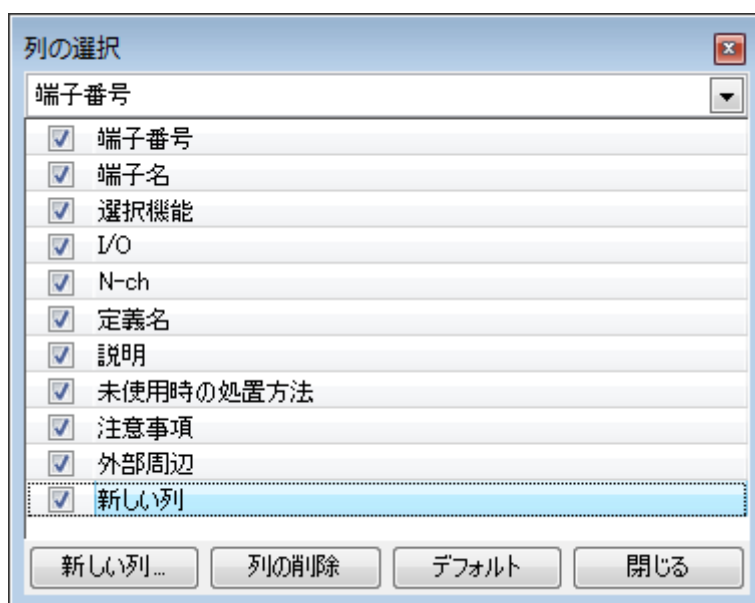 列の選択
端子番号
端子番号
端子名
選択機能
I/O
N-ch
定義名
説明
未使用時の処置方法
注意事項
外部周辺
新しい列
新しい列... 列の削除 デフォルト 閉じる